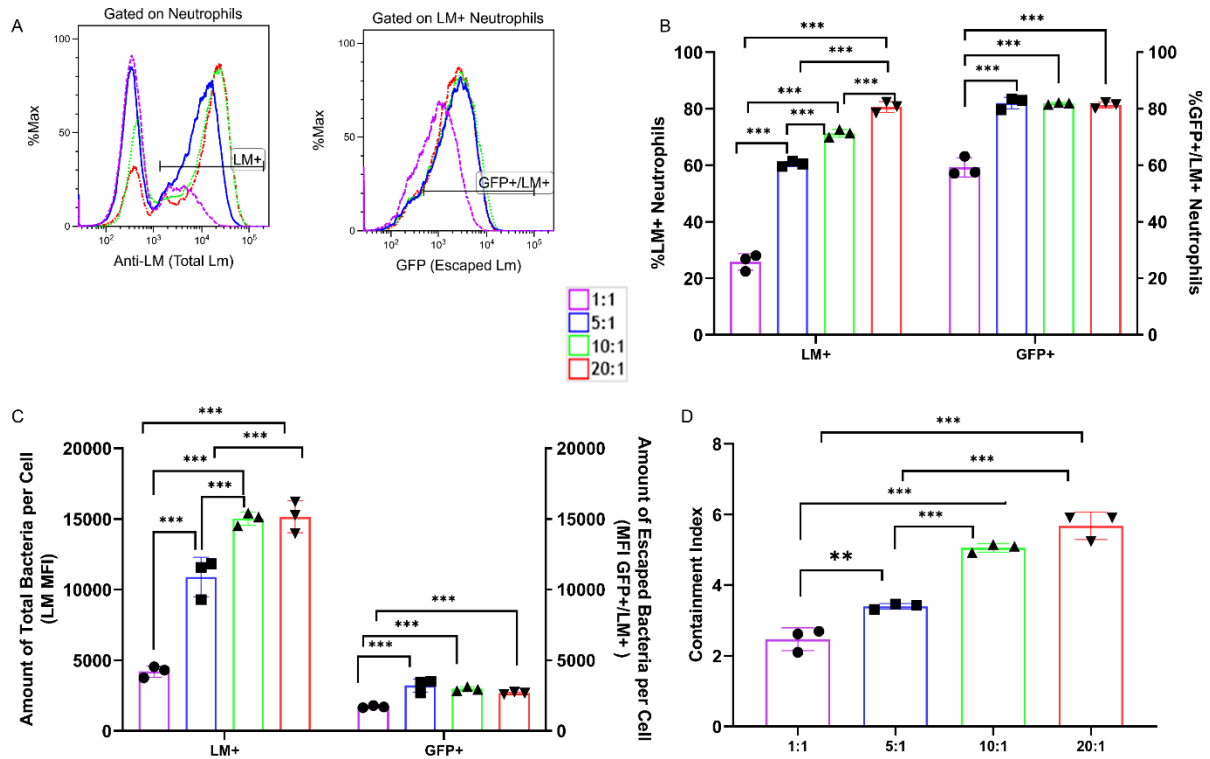 A
Gated on Neutrophils
%Max
100
50
0
LM+
10² 10³ 10⁴ 10⁵
Anti-LM (Total Lm)
Gated on LM+ Neutrophils
%Max
100
50
0
GFP+/LM+
10² 10³ 10⁴ 10⁵
GFP (Escaped Lm)
1:1
5:1
10:1
20:1
B
%LM+ Neutrophils
100
80
60
40
20
0
***
***
***
***
***
***
***
***
***
LM+
GFP+
100
80
60
40
20
0
%GFP+/LM+ Neutrophils
C
Amount of Total Bacteria per Cell
(LM MFI)
20000
15000
10000
5000
0
***
***
***
***
***
***
***
***
LM+
GFP+
20000
15000
10000
5000
0
Amount of Escaped Bacteria per Cell
(MFI GFP+/LM+ )
D
Containment Index
8
6
4
2
0
***
***
***
***
**
1:1
5:1
10:1
20:1